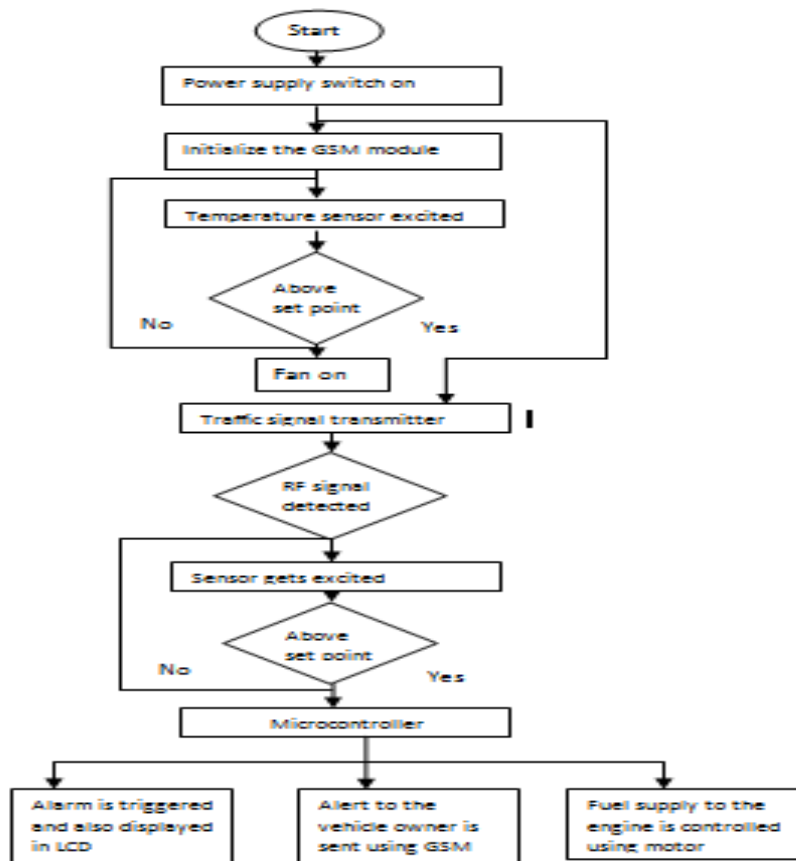 Start
Power supply switch on
Initialize the GSM module
Temperature sensor excited
Above
set point
No
Yes
Fan on
Traffic signal transmitter
RF signal
detected
Sensor gets excited
Above
set point
No
Yes
Microcontroller
Alarm is triggered
and also displayed
in LCD
Alert to the
vehicle owner is
sent using GSM
Fuel supply to the
engine is controlled
using motor